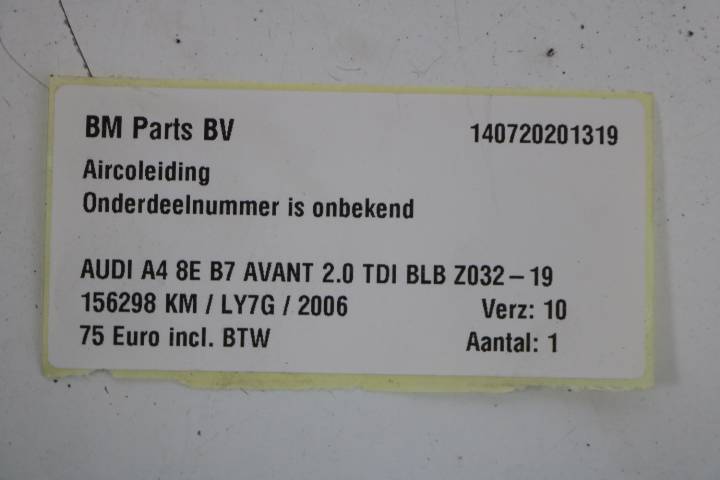 BM Parts BV 140720201319
Aircoleiding
Onderdeelnummer is onbekend
AUDI A4 8E B7 AVANT 2.0 TDI BLB Z032-19
156298 KM / LY7G / 2006 Verz: 10
75 Euro incl. BTW Aantal: 1